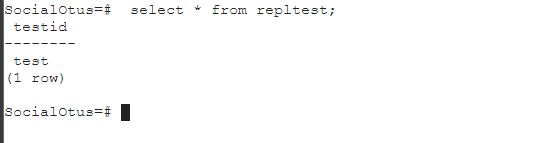 SocialOtus=#  select * from repltest;
 testid
--------
 test
(1 row)

SocialOtus=#